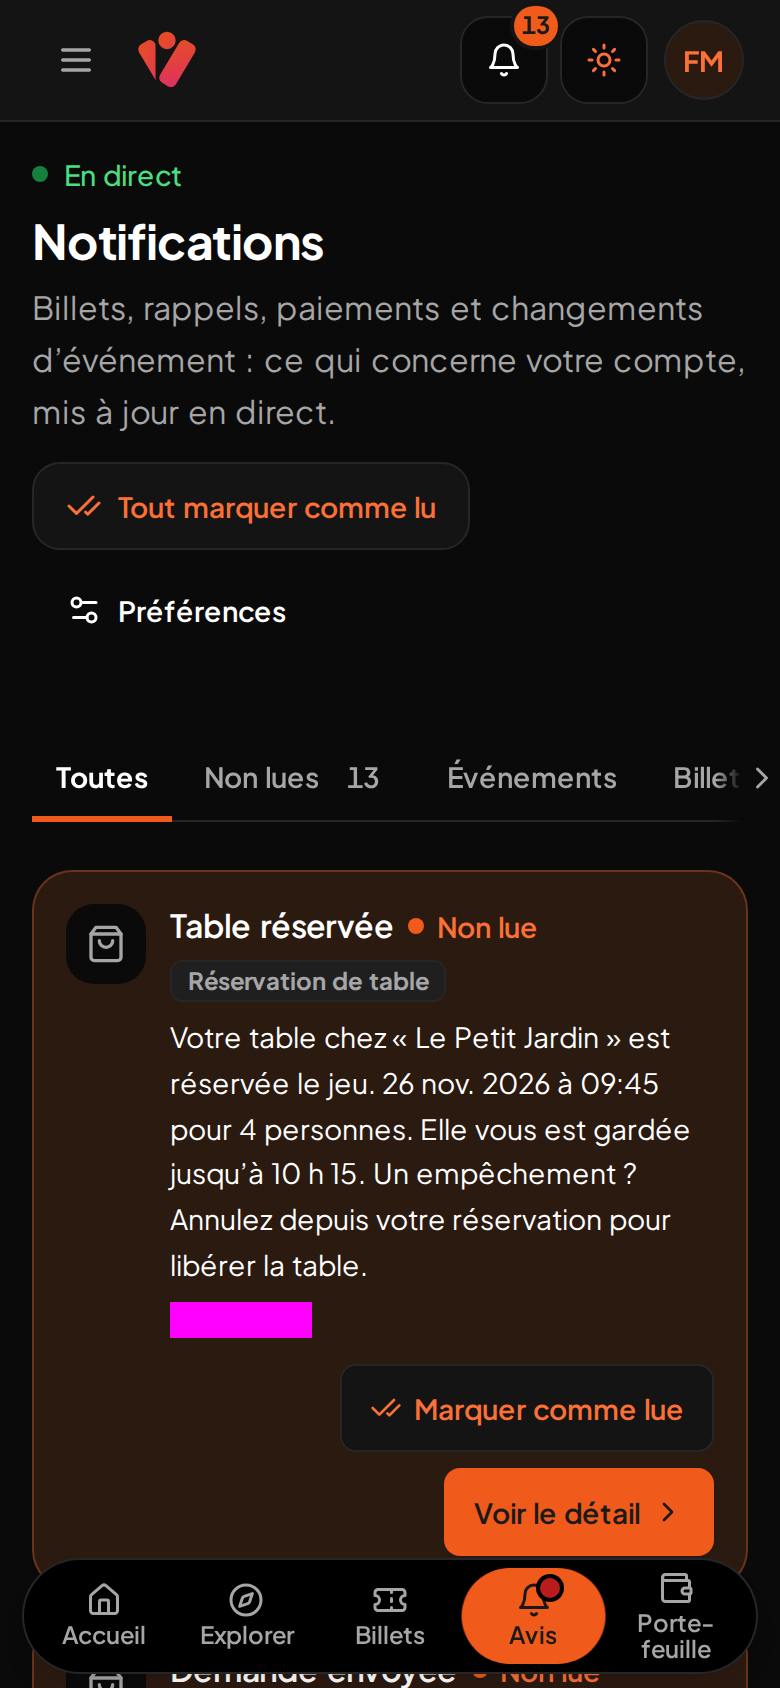 13
FM
En direct
Notifications
Billets, rappels, paiements et changements
d’événement : ce qui concerne votre compte,
mis à jour en direct.
Tout marquer comme lu
Préférences
Toutes Non lues 13 Événements Billet
Table réservée Non lue
Réservation de table
Votre table chez « Le Petit Jardin » est
réservée le jeu. 26 nov. 2026 à 09:45
pour 4 personnes. Elle vous est gardée
jusqu’à 10 h 15. Un empêchement ?
Annulez depuis votre réservation pour
libérer la table.
Marquer comme lue
Voir le détail
Accueil Explorer Billets Avis Porte-
feuille
Demande envoyée Non lue